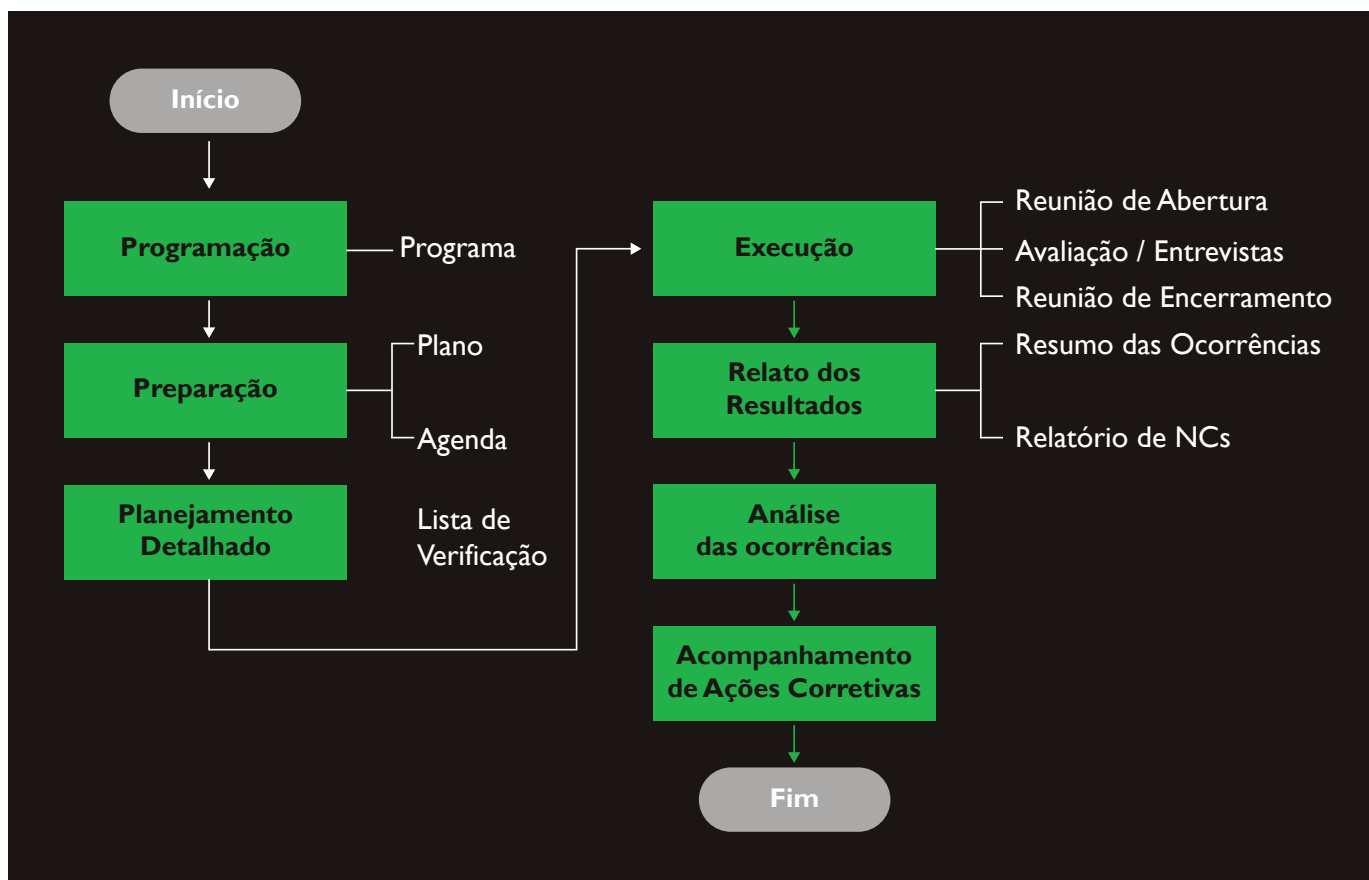 Início
Programação
Programa
Preparação
Plano
Agenda
Planejamento
Detalhado
Lista de
Verificação
Execução
Reunião de Abertura
Avaliação / Entrevistas
Reunião de Encerramento
Relato dos
Resultados
Resumo das Ocorrências
Relatório de NCs
Análise
das ocorrências
Acompanhamento
de Ações Corretivas
Fim